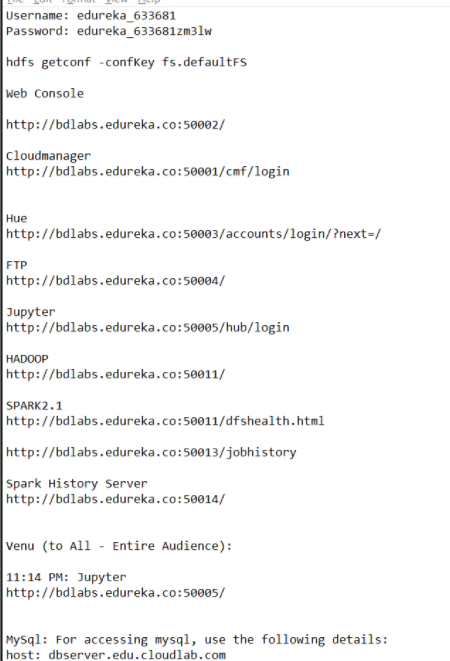 File Edit Format View Help
Username: edureka_633681
Password: edureka_633681zm3lw
hdfs getconf -confKey fs.defaultFS
Web Console
http://bdlabs.edureka.co:50002/
Cloudmanager
http://bdlabs.edureka.co:50001/cmf/login
Hue
http://bdlabs.edureka.co:50003/accounts/login/?next=/
FTP
http://bdlabs.edureka.co:50004/
Jupyter
http://bdlabs.edureka.co:50005/hub/login
HADOOP
http://bdlabs.edureka.co:50011/
SPARK2.1
http://bdlabs.edureka.co:50011/dfshealth.html
http://bdlabs.edureka.co:50013/jobhistory
Spark History Server
http://bdlabs.edureka.co:50014/
Venu (to All - Entire Audience):
11:14 PM: Jupyter
http://bdlabs.edureka.co:50005/
MySql: For accessing mysql, use the following details:
host: dbserver.edu.cloudlab.com